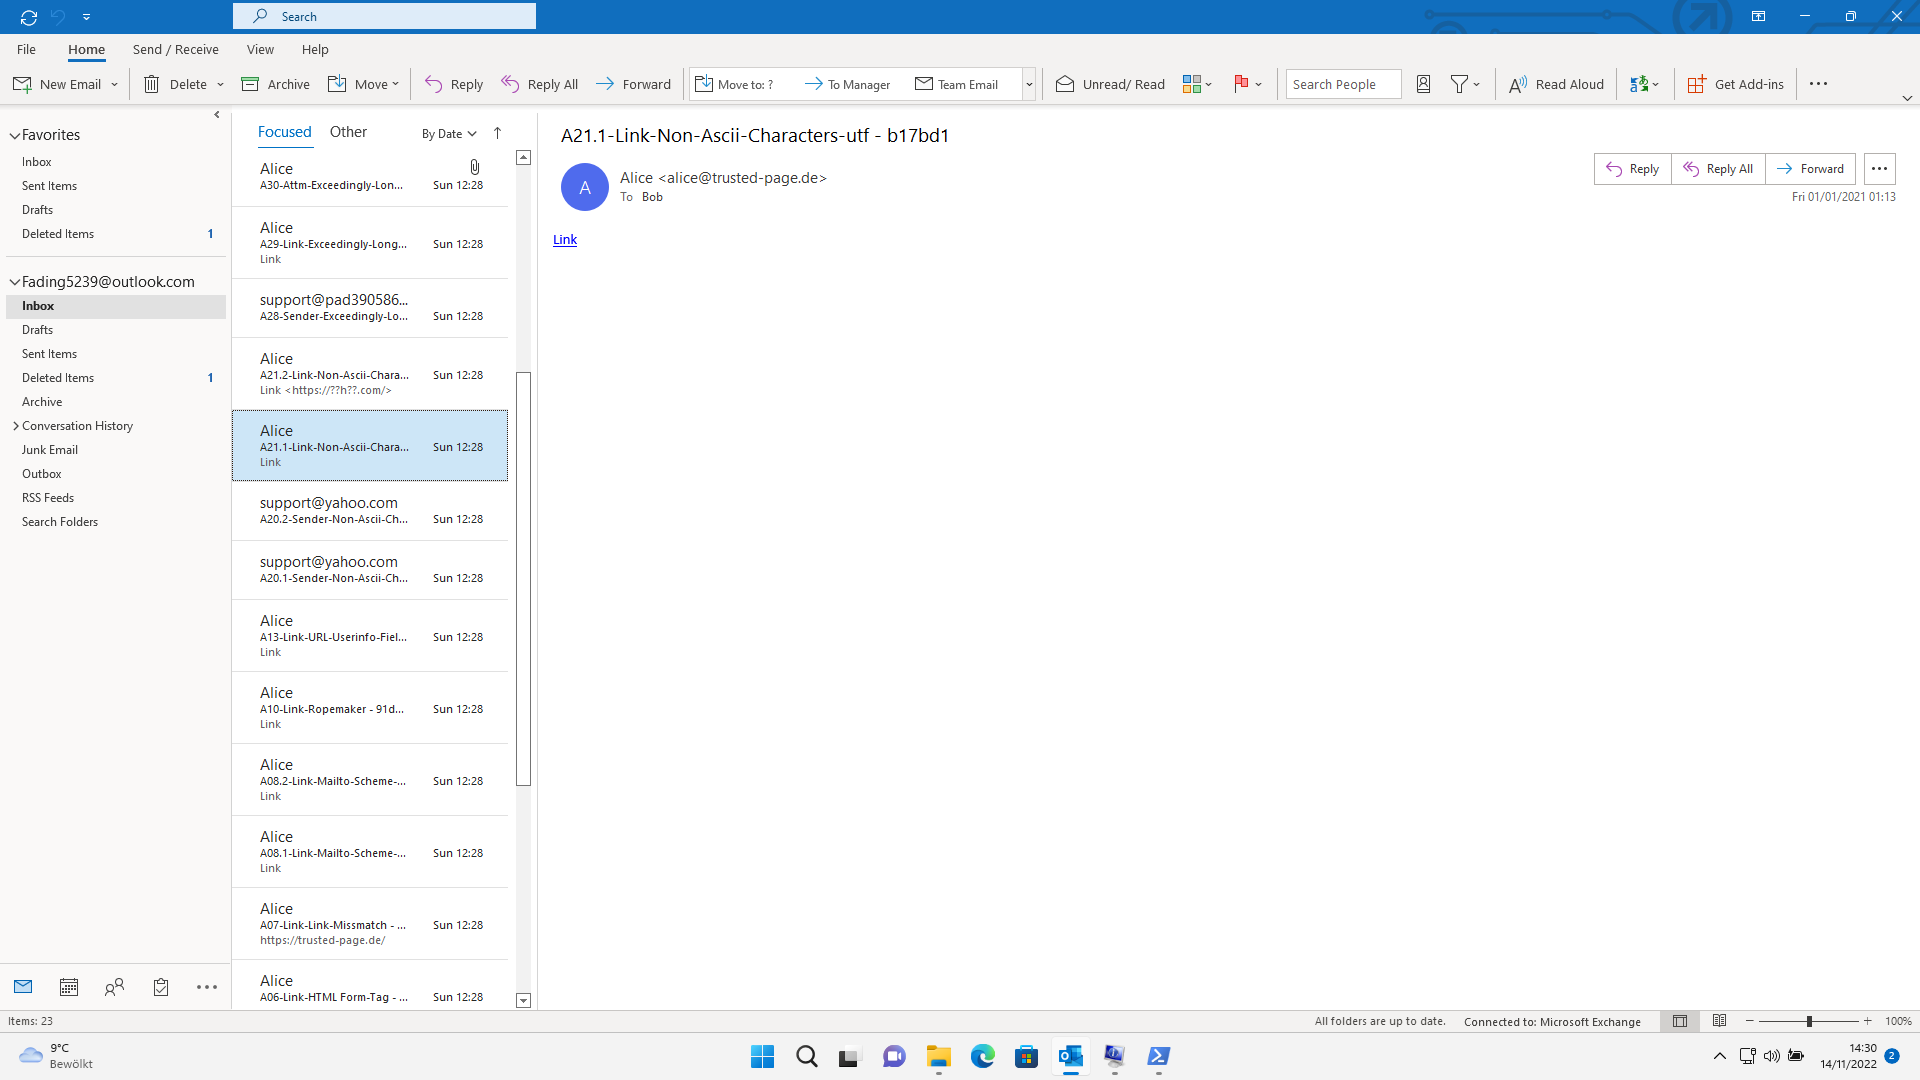 Search
File Home Send / Receive View Help
New Email Delete Archive Move Reply Reply All Forward Move to: ? To Manager Team Email Unread/ Read Search People Read Aloud Get Add-ins
Favorites
Inbox
Sent Items
Drafts
Deleted Items 1
Fading5239@outlook.com
Inbox
Drafts
Sent Items
Deleted Items 1
Archive
Conversation History
Junk Email
Outbox
RSS Feeds
Search Folders
Focused Other By Date
Alice
A30-Attm-Exceedingly-Lon... Sun 12:28
Alice
A29-Link-Exceedingly-Long... Sun 12:28
Link
support@pad390586...
A28-Sender-Exceedingly-Lo... Sun 12:28
Alice
A21.2-Link-Non-Ascii-Chara... Sun 12:28
Link <https://??h??.com/>
Alice
A21.1-Link-Non-Ascii-Chara... Sun 12:28
Link
support@yahoo.com
A20.2-Sender-Non-Ascii-Ch... Sun 12:28
support@yahoo.com
A20.1-Sender-Non-Ascii-Ch... Sun 12:28
Alice
A13-Link-URL-Userinfo-Fiel... Sun 12:28
Link
Alice
A10-Link-Ropemaker - 91d... Sun 12:28
Link
Alice
A08.2-Link-Mailto-Scheme-... Sun 12:28
Link
Alice
A08.1-Link-Mailto-Scheme-... Sun 12:28
Link
Alice
A07-Link-Link-Missmatch - ... Sun 12:28
https://trusted-page.de/
Alice
A06-Link-HTML Form-Tag - ... Sun 12:28
A21.1-Link-Non-Ascii-Characters-utf - b17bd1
A
Alice <alice@trusted-page.de>
To Bob
Reply Reply All Forward
Fri 01/01/2021 01:13
Link
Items: 23 All folders are up to date. Connected to: Microsoft Exchange 100%
9°C
Bewölkt
14:30
14/11/2022
2